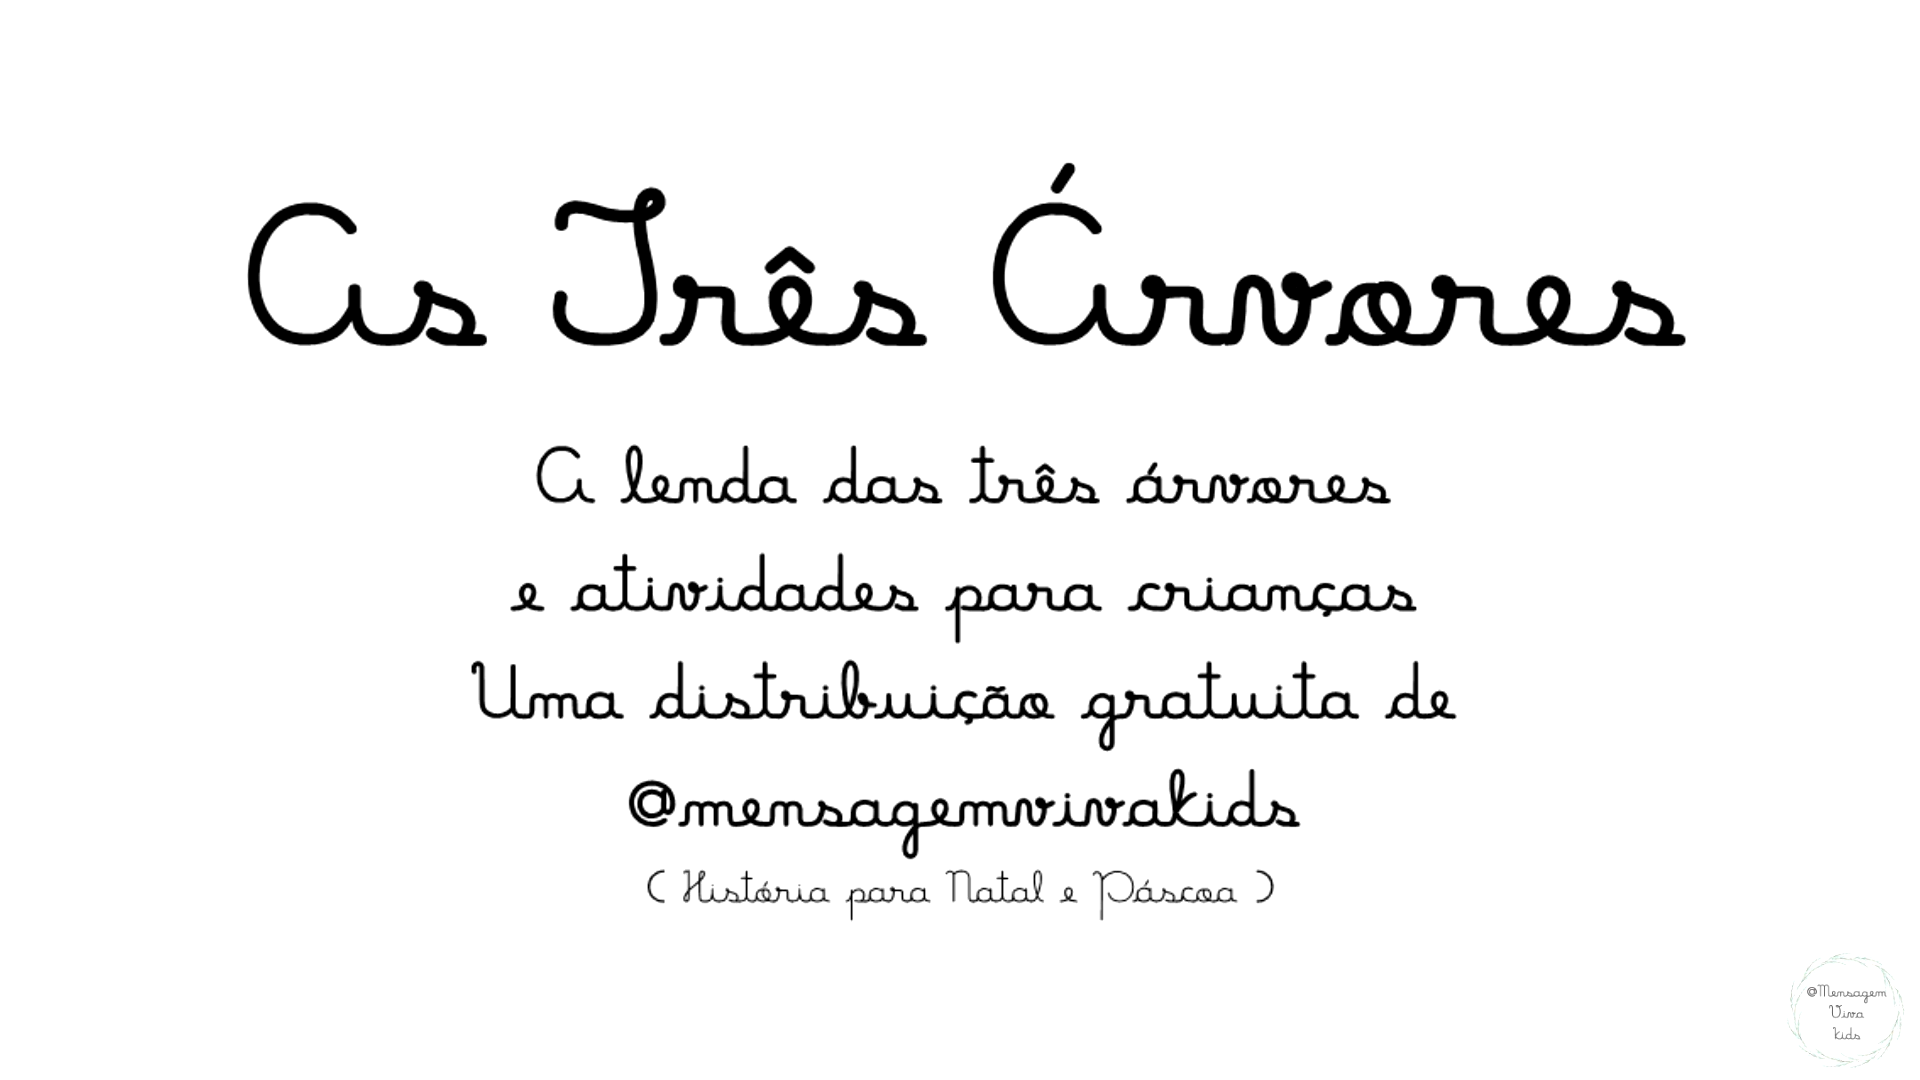 As Três Árvores
A lenda das três árvores
e atividades para crianças
Uma distribuição gratuita de
@mensagemvivakids
( História para Natal e Páscoa )
@Mensagem
Viva
kids